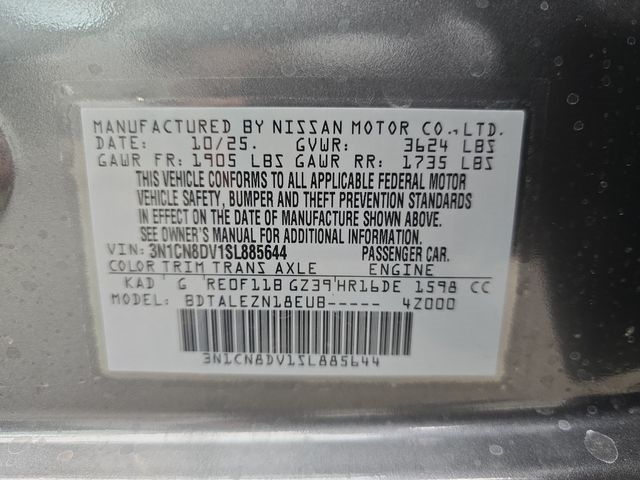 MANUFACTURED BY NISSAN MOTOR CO., LTD.
DATE: 10/25. GVWR: 3624 LBS
GAWR FR: 1905 LBS GAWR RR: 1735 LBS
THIS VEHICLE CONFORMS TO ALL APPLICABLE FEDERAL MOTOR
VEHICLE SAFETY, BUMPER AND THEFT PREVENTION STANDARDS
IN EFFECT ON THE DATE OF MANUFACTURE SHOWN ABOVE.
SEE OWNER'S MANUAL FOR ADDITIONAL INFORMATION.
VIN: 3N1CN8DV1SL885644 PASSENGER CAR.
COLOR TRIM TRANS AXLE ENGINE
KAD G RE0F11B GZ39 HR16DE 1598 CC
MODEL: BDTALEZN18EUB----- 4Z000
3N1CN8DV1SL885644